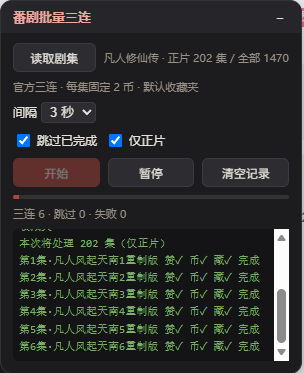 番剧批量三连 −
读取剧集 凡人修仙传 · 正片 202 集 / 全部 1470
官方三连 · 每集固定 2 币 · 默认收藏夹
间隔 3 秒
跳过已完成 仅正片
开始 暂停 清空记录
三连 6 · 跳过 0 · 失败 0
本次将处理 202 集（仅正片）
第1集·凡人风起天南1重制版 赞✓ 币✓ 藏✓ 完成
第2集·凡人风起天南2重制版 赞✓ 币✓ 藏✓ 完成
第3集·凡人风起天南3重制版 赞✓ 币✓ 藏✓ 完成
第4集·凡人风起天南4重制版 赞✓ 币✓ 藏✓ 完成
第5集·凡人风起天南5重制版 赞✓ 币✓ 藏✓ 完成
第6集·凡人风起天南6重制版 赞✓ 币✓ 藏✓ 完成